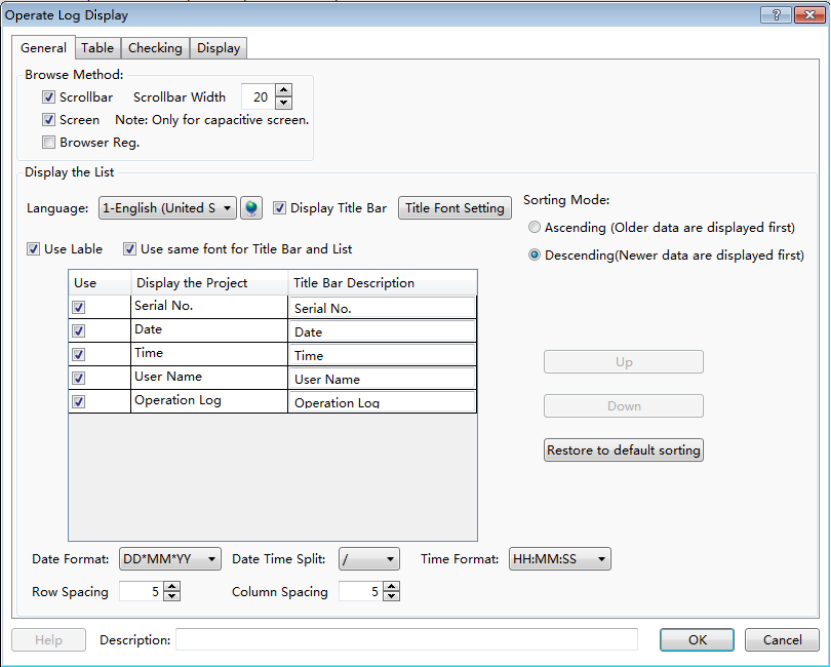 Operate Log Display
General Table Checking Display
Browse Method:
Scrollbar Scrollbar Width 20
Screen Note: Only for capacitive screen.
Browser Reg.
Display the List
Language: 1-English (United S Display Title Bar Title Font Setting
Sorting Mode:
Ascending (Older data are displayed first)
Descending(Newer data are displayed first)
Use Lable Use same font for Title Bar and List
Use Display the Project Title Bar Description
Serial No. Serial No.
Date Date
Time Time
User Name User Name
Operation Log Operation Log
Up
Down
Restore to default sorting
Date Format: DD*MM*YY Date Time Split: / Time Format: HH:MM:SS
Row Spacing 5 Column Spacing 5
Help Description: OK Cancel